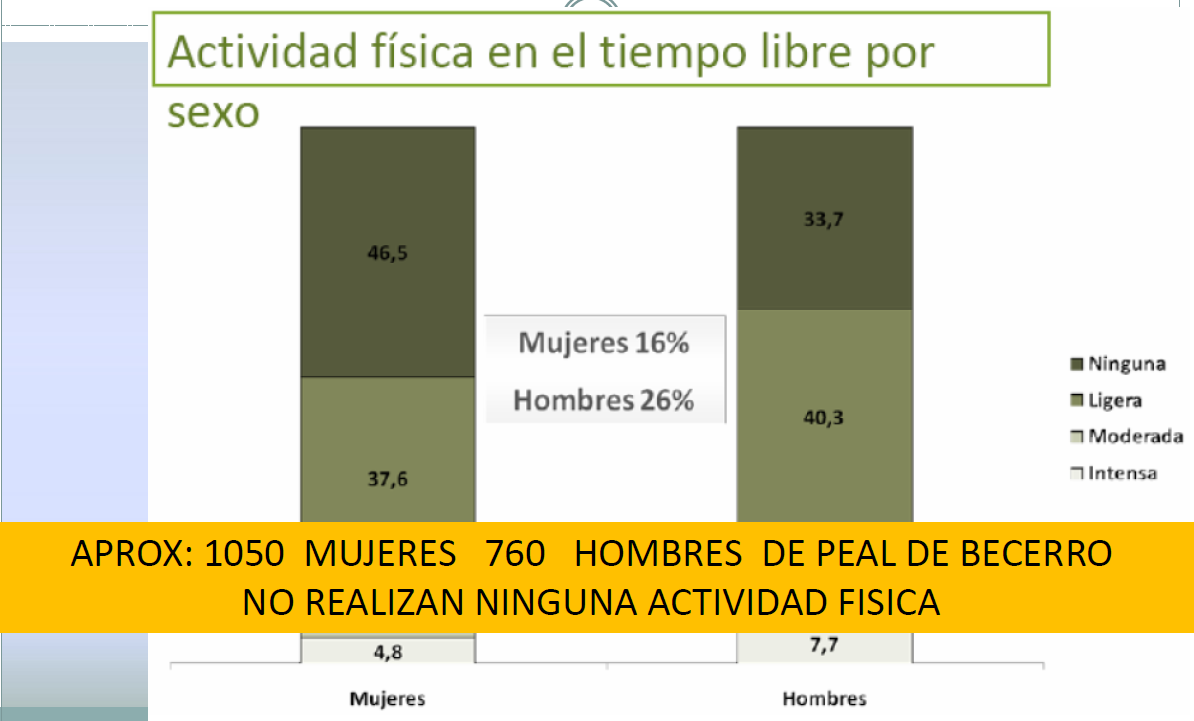 Actividad física en el tiempo libre por
sexo
46,5
33,7
Mujeres 16%
Hombres 26%
40,3
37,6
Ninguna
Ligera
Moderada
Intensa
APROX: 1050 MUJERES 760 HOMBRES DE PEAL DE BECERRO
NO REALIZAN NINGUNA ACTIVIDAD FISICA
4,8
7,7
Mujeres
Hombres